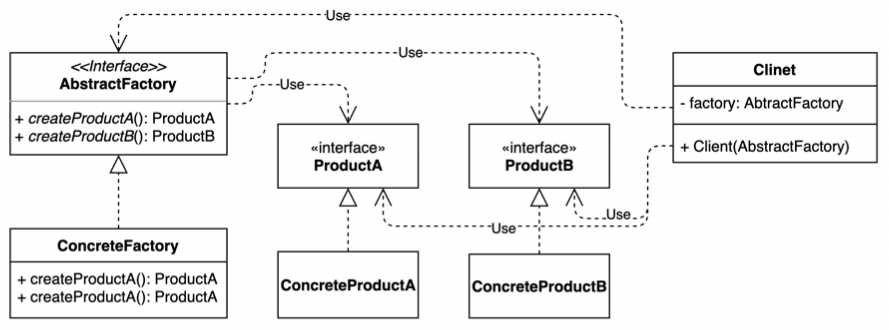 Use
<<Interface>>
AbstractFactory
+ createProductA(): ProductA
+ createProductB(): ProductB
Use
Use
Clinet
- factory: AbtractFactory
+ Client(AbstractFactory)
«interface»
ProductA
«interface»
ProductB
Use
Use
ConcreteFactory
+ createProductA(): ProductA
+ createProductA(): ProductA
ConcreteProductA
ConcreteProductB